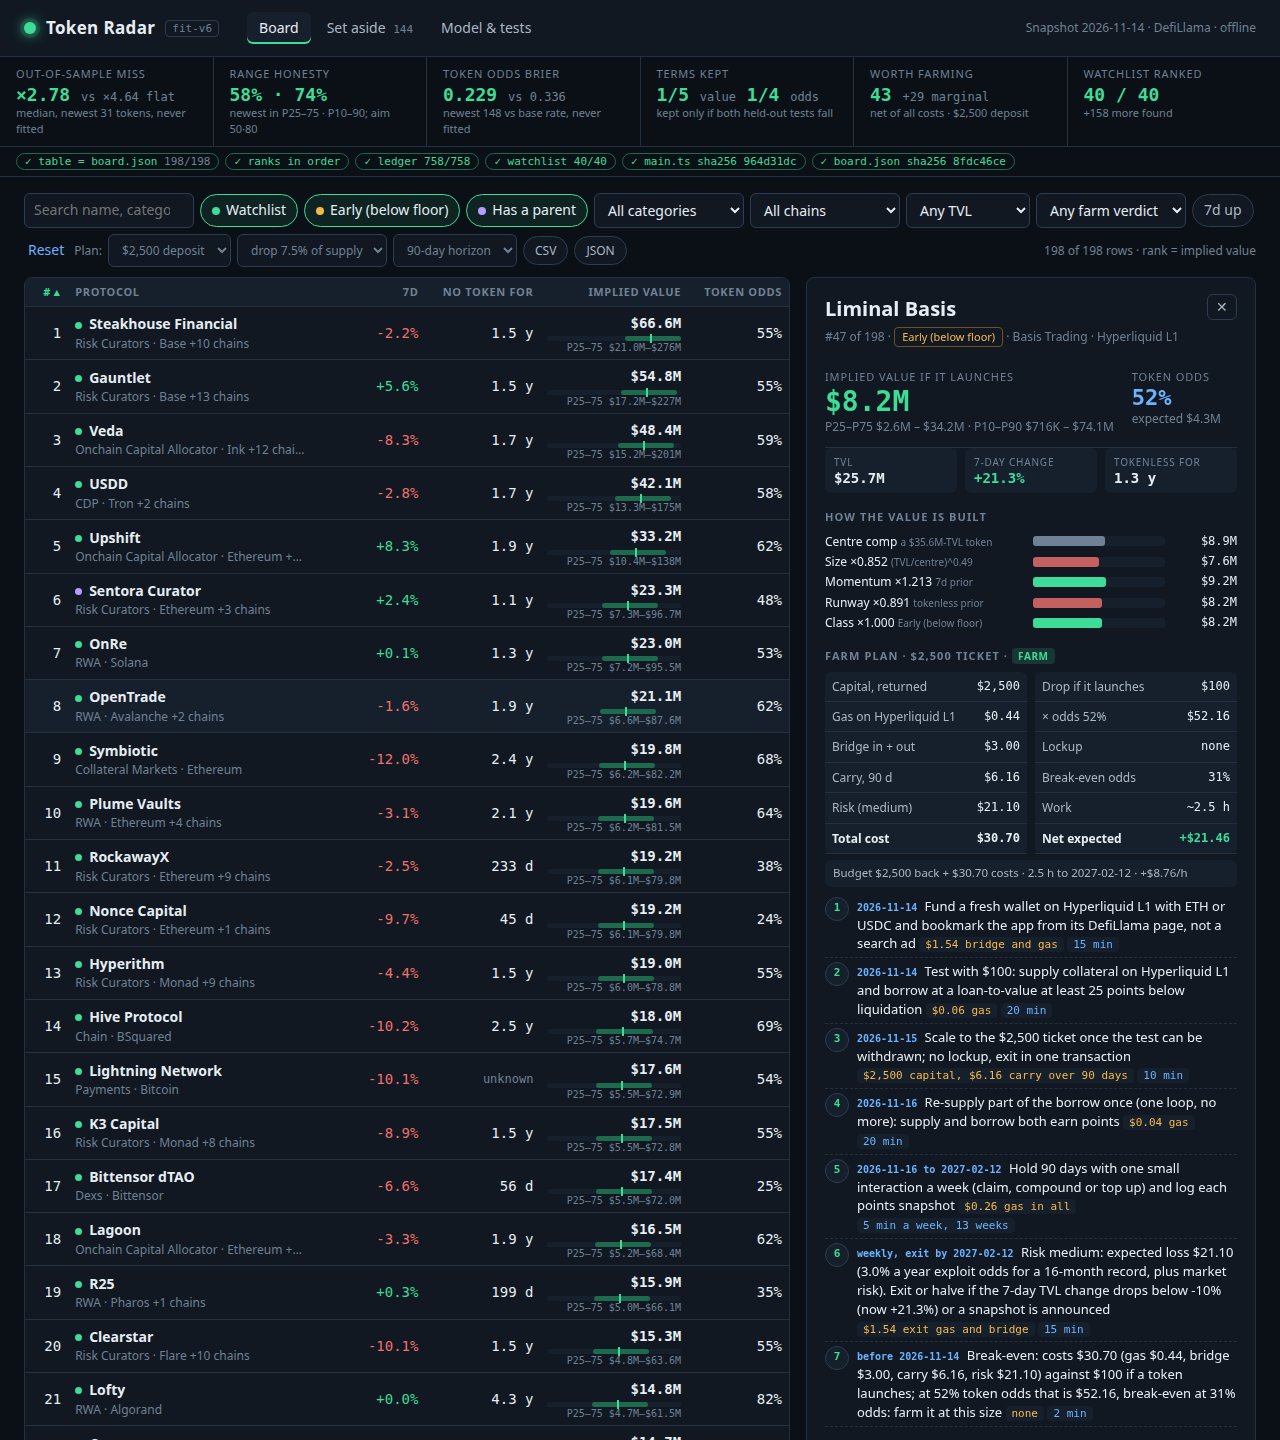 Token Radar fit-v6 Board Set aside 144 Model & tests Snapshot 2026-11-14 · DefiLlama · offline
OUT-OF-SAMPLE MISS
×2.78 vs ×4.64 flat
median, newest 31 tokens, never
fitted
RANGE HONESTY
58% · 74%
newest in P25–75 · P10–90; aim
50·80
TOKEN ODDS BRIER
0.229 vs 0.336
newest 148 vs base rate, never
fitted
TERMS KEPT
1/5 value 1/4 odds
kept only if both held-out tests fall
WORTH FARMING
43 +29 marginal
net of all costs · $2,500 deposit
WATCHLIST RANKED
40 / 40
+158 more found
✓ table = board.json 198/198 ✓ ranks in order ✓ ledger 758/758 ✓ watchlist 40/40 ✓ main.ts sha256 964d31dc ✓ board.json sha256 8fdc46ce
Search name, catego Watchlist Early (below floor) Has a parent All categories All chains Any TVL Any farm verdict 7d up
Reset Plan: $2,500 deposit drop 7.5% of supply 90-day horizon CSV JSON 198 of 198 rows · rank = implied value
# ▲ PROTOCOL 7D NO TOKEN FOR IMPLIED VALUE TOKEN ODDS
1 Steakhouse Financial -2.2% 1.5 y $66.6M 55%
Risk Curators · Base +10 chains P25–75 $21.0M–$276M
2 Gauntlet +5.6% 1.5 y $54.8M 55%
Risk Curators · Base +13 chains P25–75 $17.2M–$227M
3 Veda -8.3% 1.7 y $48.4M 59%
Onchain Capital Allocator · Ink +12 chai... P25–75 $15.2M–$201M
4 USDD -2.8% 1.7 y $42.1M 58%
CDP · Tron +2 chains P25–75 $13.3M–$175M
5 Upshift +8.3% 1.9 y $33.2M 62%
Onchain Capital Allocator · Ethereum +... P25–75 $10.4M–$138M
6 Sentora Curator +2.4% 1.1 y $23.3M 48%
Risk Curators · Ethereum +3 chains P25–75 $7.3M–$96.7M
7 OnRe +0.1% 1.3 y $23.0M 53%
RWA · Solana P25–75 $7.2M–$95.5M
8 OpenTrade -1.6% 1.9 y $21.1M 62%
RWA · Avalanche +2 chains P25–75 $6.6M–$87.6M
9 Symbiotic -12.0% 2.4 y $19.8M 68%
Collateral Markets · Ethereum P25–75 $6.2M–$82.2M
10 Plume Vaults -3.1% 2.1 y $19.6M 64%
RWA · Ethereum +4 chains P25–75 $6.2M–$81.5M
11 RockawayX -2.5% 233 d $19.2M 38%
Risk Curators · Ethereum +9 chains P25–75 $6.1M–$79.8M
12 Nonce Capital -9.7% 45 d $19.2M 24%
Risk Curators · Ethereum +1 chains P25–75 $6.1M–$79.8M
13 Hyperithm -4.4% 1.5 y $19.0M 55%
Risk Curators · Monad +9 chains P25–75 $6.0M–$78.8M
14 Hive Protocol -10.2% 2.5 y $18.0M 69%
Chain · BSquared P25–75 $5.7M–$74.7M
15 Lightning Network -10.1% unknown $17.6M 54%
Payments · Bitcoin P25–75 $5.5M–$72.9M
16 K3 Capital -8.9% 1.5 y $17.5M 55%
Risk Curators · Monad +8 chains P25–75 $5.5M–$72.8M
17 Bittensor dTAO -6.6% 56 d $17.4M 25%
Dexs · Bittensor P25–75 $5.5M–$72.0M
18 Lagoon -3.3% 1.9 y $16.5M 62%
Onchain Capital Allocator · Ethereum +... P25–75 $5.2M–$68.4M
19 R25 +0.3% 199 d $15.9M 35%
RWA · Pharos +1 chains P25–75 $5.0M–$66.1M
20 Clearstar -10.1% 1.5 y $15.3M 55%
Risk Curators · Flare +10 chains P25–75 $4.8M–$63.6M
21 Lofty +0.0% 4.3 y $14.8M 82%
RWA · Algorand P25–75 $4.7M–$61.5M
Liminal Basis ✕
#47 of 198 · Early (below floor) · Basis Trading · Hyperliquid L1
IMPLIED VALUE IF IT LAUNCHES
$8.2M
P25–P75 $2.6M – $34.2M · P10–P90 $716K – $74.1M
TOKEN ODDS
52%
expected $4.3M
TVL
$25.7M
7-DAY CHANGE
+21.3%
TOKENLESS FOR
1.3 y
HOW THE VALUE IS BUILT
Centre comp a $35.6M-TVL token $8.9M
Size ×0.852 (TVL/centre)^0.49 $7.6M
Momentum ×1.213 7d prior $9.2M
Runway ×0.891 tokenless prior $8.2M
Class ×1.000 Early (below floor) $8.2M
FARM PLAN · $2,500 TICKET · FARM
Capital, returned $2,500 Drop if it launches $100
Gas on Hyperliquid L1 $0.44 × odds 52% $52.16
Bridge in + out $3.00 Lockup none
Carry, 90 d $6.16 Break-even odds 31%
Risk (medium) $21.10 Work ~2.5 h
Total cost $30.70 Net expected +$21.46
Budget $2,500 back + $30.70 costs · 2.5 h to 2027-02-12 · +$8.76/h
1 2026-11-14 Fund a fresh wallet on Hyperliquid L1 with ETH or
USDC and bookmark the app from its DefiLlama page, not a
search ad $1.54 bridge and gas 15 min
2 2026-11-14 Test with $100: supply collateral on Hyperliquid L1
and borrow at a loan-to-value at least 25 points below
liquidation $0.06 gas 20 min
3 2026-11-15 Scale to the $2,500 ticket once the test can be
withdrawn; no lockup, exit in one transaction
$2,500 capital, $6.16 carry over 90 days 10 min
4 2026-11-16 Re-supply part of the borrow once (one loop, no
more): supply and borrow both earn points $0.04 gas
20 min
5 2026-11-16 to 2027-02-12 Hold 90 days with one small
interaction a week (claim, compound or top up) and log each
points snapshot $0.26 gas in all
5 min a week, 13 weeks
6 weekly, exit by 2027-02-12 Risk medium: expected loss $21.10
(3.0% a year exploit odds for a 16-month record, plus market
risk). Exit or halve if the 7-day TVL change drops below -10%
(now +21.3%) or a snapshot is announced
$1.54 exit gas and bridge 15 min
7 before 2026-11-14 Break-even: costs $30.70 (gas $0.44, bridge
$3.00, carry $6.16, risk $21.10) against $100 if a token
launches; at 52% token odds that is $52.16, break-even at 31%
odds: farm it at this size none 2 min